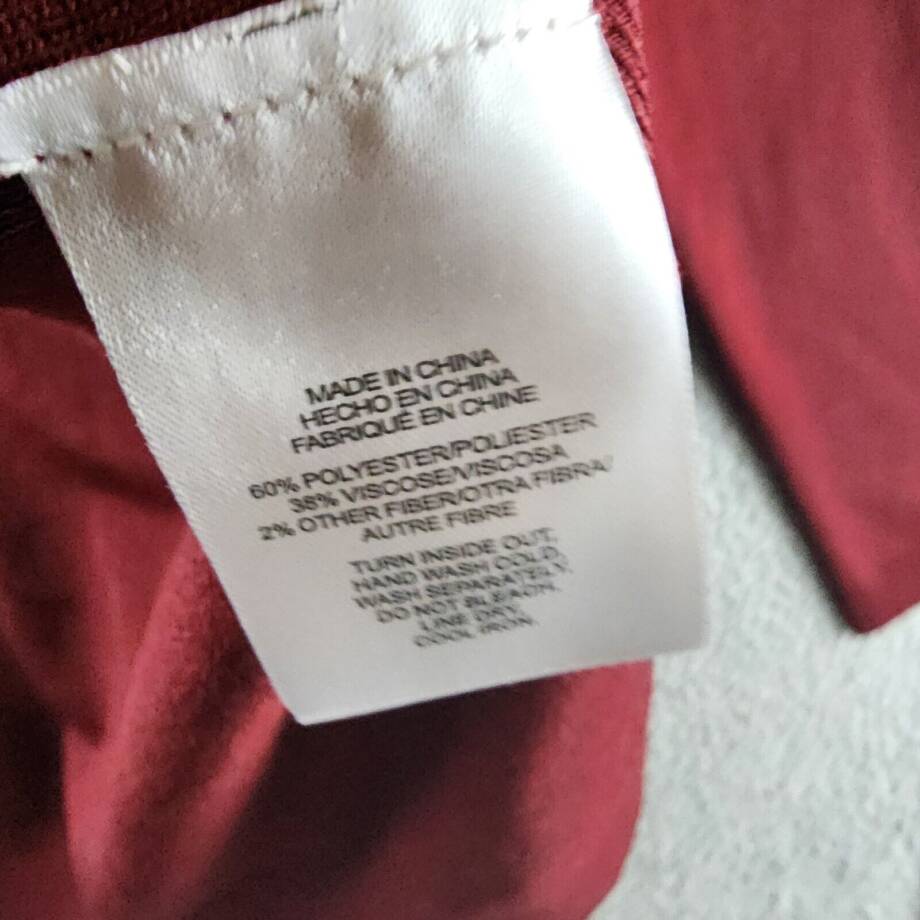 MADE IN CHINA
HECHO EN CHINA
FABRIQUÉ EN CHINE
60% POLYESTER/POLIESTER
38% VISCOSE/VISCOSA
2% OTHER FIBER/OTRA FIBRA/
AUTRE FIBRE
TURN INSIDE OUT.
HAND WASH COLD.
WASH SEPARATELY.
DO NOT BLEACH.
LINE DRY.
COOL IRON.